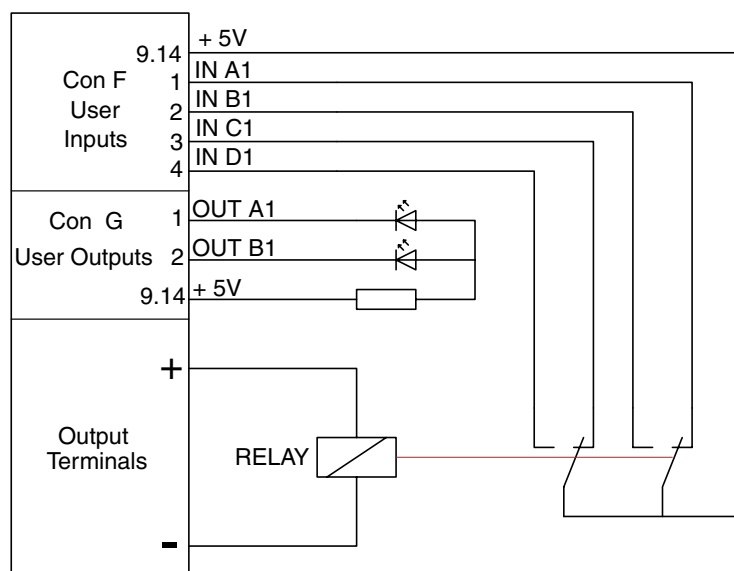 9.14 + 5V
Con F
User
Inputs
1 IN A1
2 IN B1
3 IN C1
4 IN D1
Con G
User Outputs
1 OUT A1
2 OUT B1
9.14 + 5V
+
Output
Terminals
RELAY
-